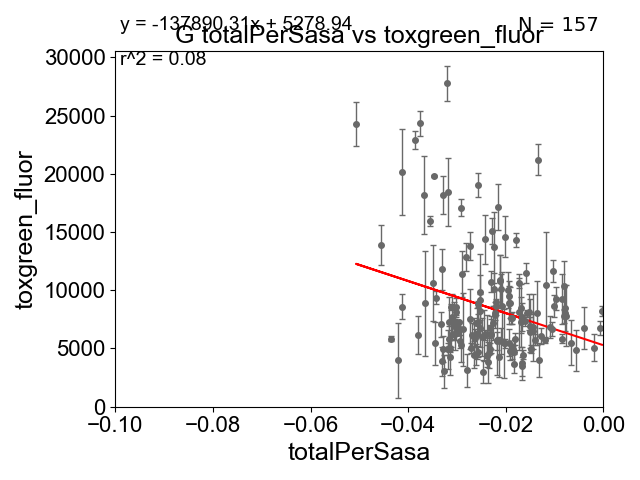 y = -137890.31x + 5278.94
N = 157
G totalPerSasa vs toxgreen_fluor
r^2 = 0.08
30000
25000
20000
15000
10000
5000
0
toxgreen_fluor
−0.10 −0.08 −0.06 −0.04 −0.02 0.00
totalPerSasa